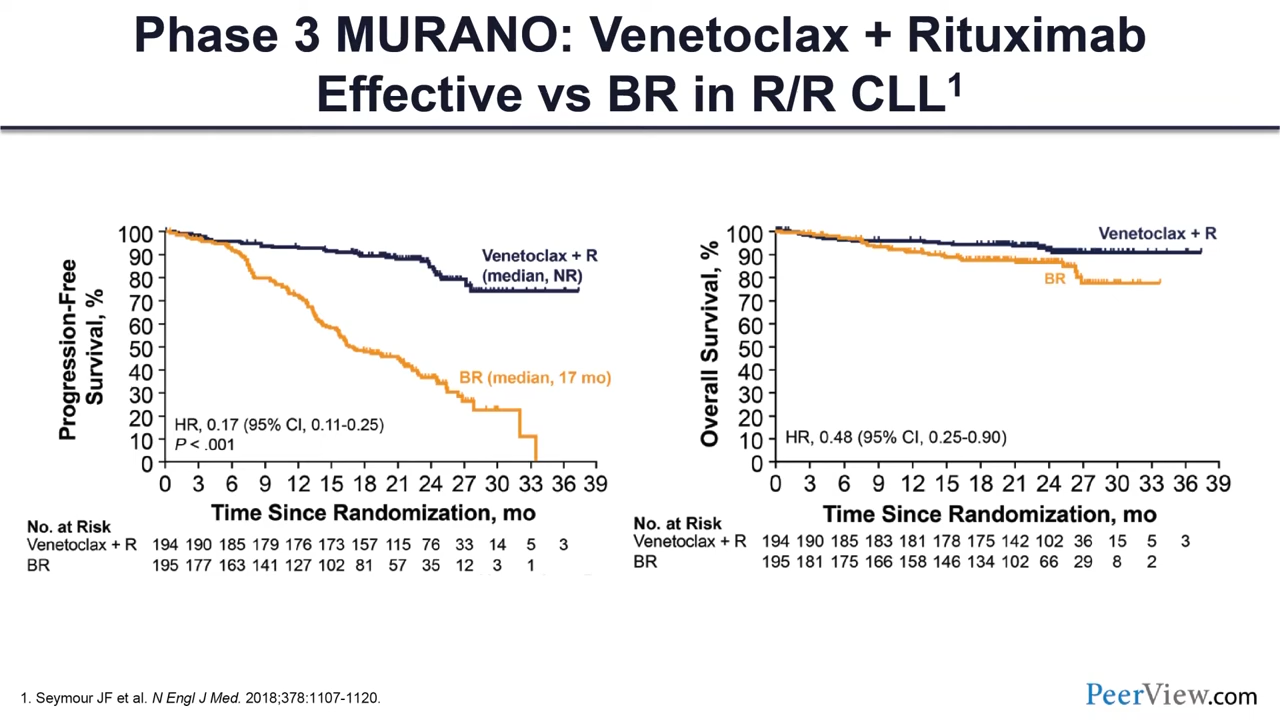 Phase 3 MURANO: Venetoclax + Rituximab
Effective vs BR in R/R CLL1
Progression-Free
Survival, %
100
90
80
70
60
50
40
30
20
10
0
Venetoclax + R
(median, NR)
BR (median, 17 mo)
HR, 0.17 (95% CI, 0.11-0.25)
P < .001
0 3 6 9 12 15 18 21 24 27 30 33 36 39
Time Since Randomization, mo
No. at Risk
Venetoclax + R 194 190 185 179 176 173 157 115 76 33 14 5 3
BR 195 177 163 141 127 102 81 57 35 12 3 1
Overall Survival, %
100
90
80
70
60
50
40
30
20
10
0
Venetoclax + R
BR
HR, 0.48 (95% CI, 0.25-0.90)
0 3 6 9 12 15 18 21 24 27 30 33 36 39
Time Since Randomization, mo
No. at Risk
Venetoclax + R 194 190 185 183 181 178 175 142 102 36 15 5 3
BR 195 181 175 166 158 146 134 102 66 29 8 2
1. Seymour JF et al. N Engl J Med. 2018;378:1107-1120.
PeerView.com